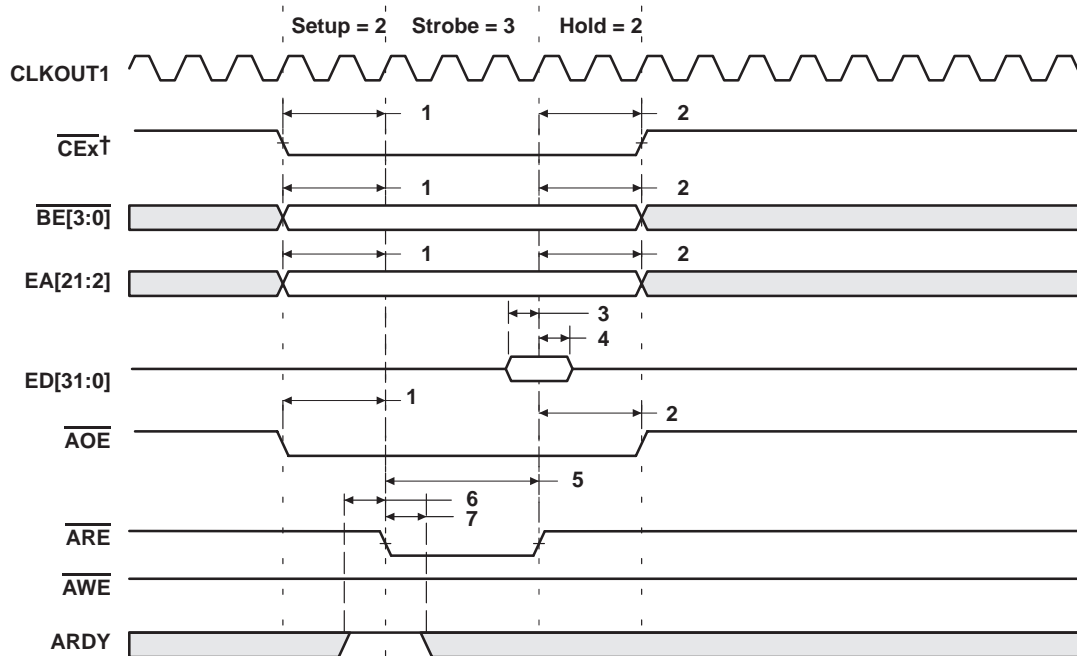 Setup = 2 Strobe = 3 Hold = 2
CLKOUT1
1 2
CEx†
1 2
BE[3:0]
1 2
EA[21:2]
3
4
ED[31:0]
1
2
AOE
5
6
7
ARE
AWE
ARDY